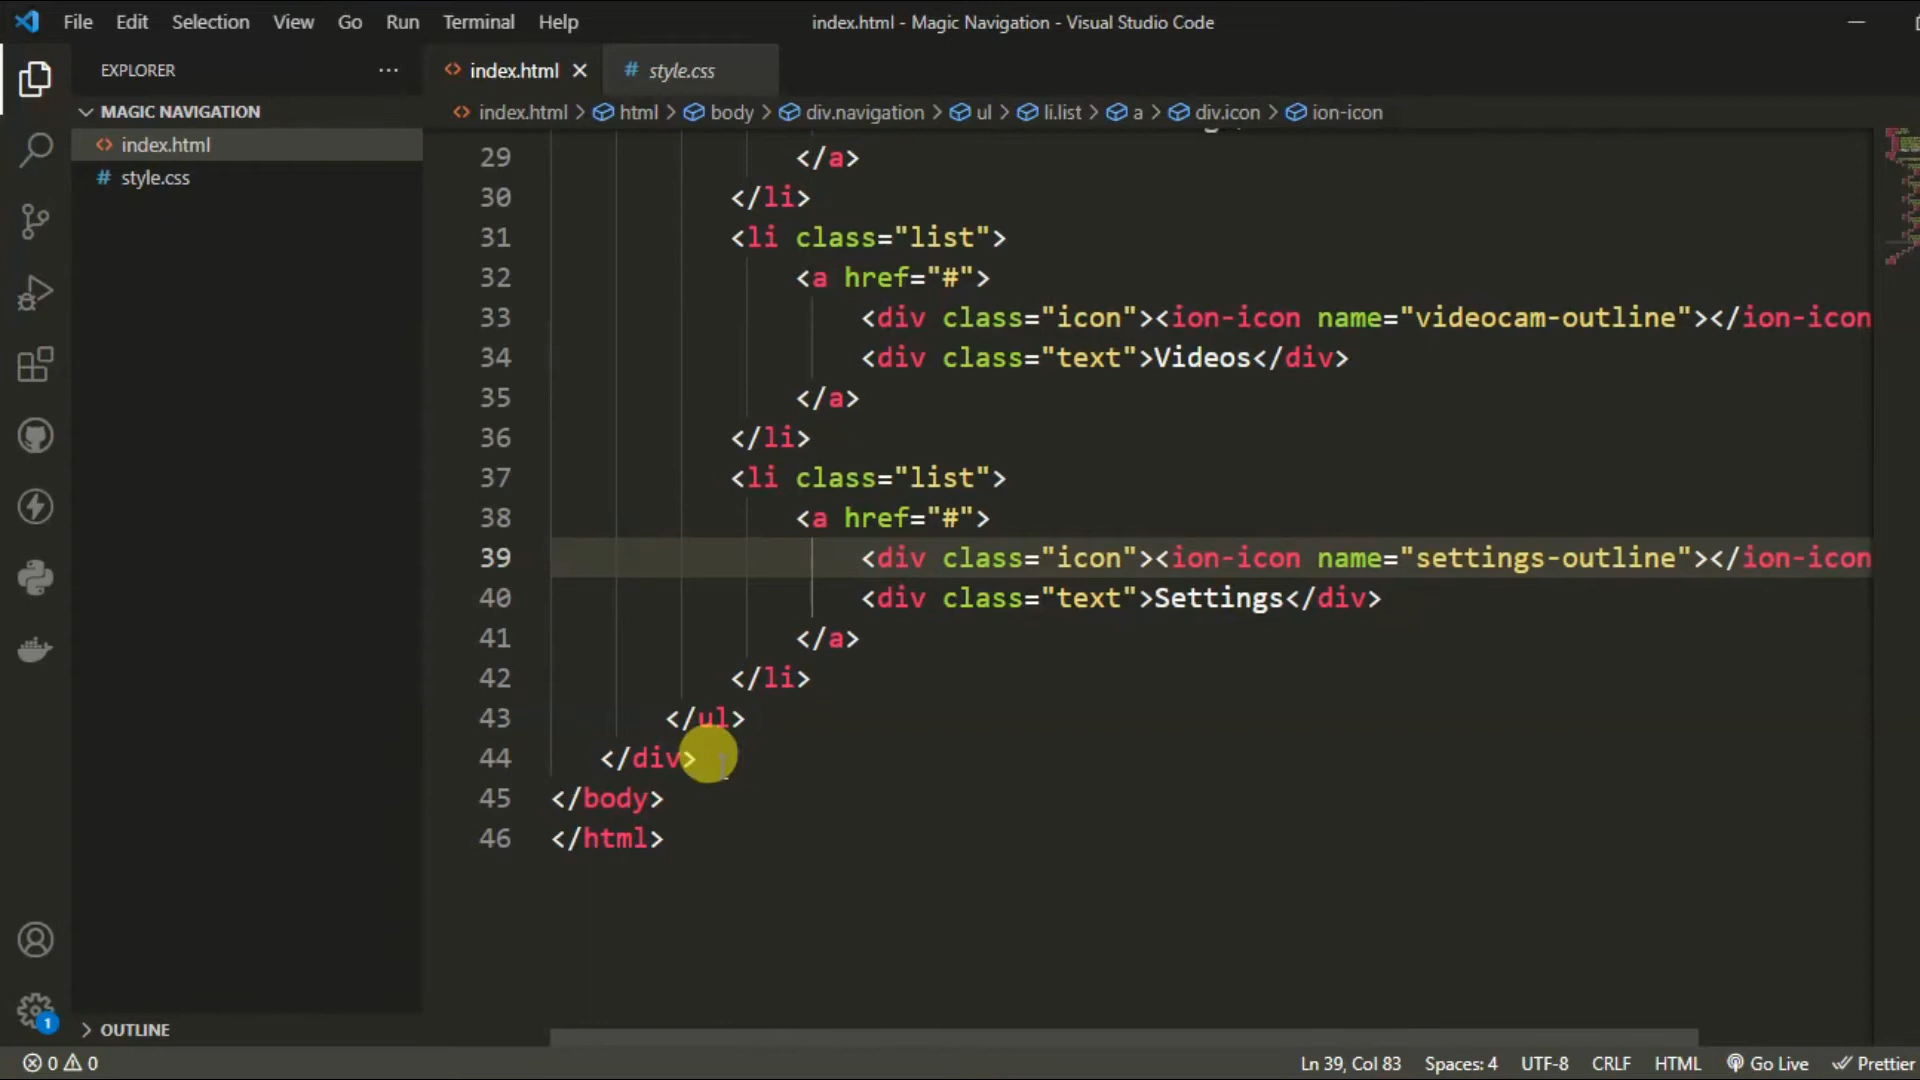 File Edit Selection View Go Run Terminal Help
index.html - Magic Navigation - Visual Studio Code
EXPLORER ···
index.html
# style.css
MAGIC NAVIGATION
index.html > html > body > div.navigation > ul > li.list > a > div.icon > ion-icon
index.html
# style.css
29 </a>
30 </li>
31 <li class="list">
32 <a href="#">
33 <div class="icon"><ion-icon name="videocam-outline"></ion-icon
34 <div class="text">Videos</div>
35 </a>
36 </li>
37 <li class="list">
38 <a href="#">
39 <div class="icon"><ion-icon name="settings-outline"></ion-icon
40 <div class="text">Settings</div>
41 </a>
42 </li>
43 </ul>
44 </div>
45 </body>
46 </html>
1
OUTLINE
0 0
Ln 39, Col 83 Spaces: 4 UTF-8 CRLF HTML Go Live Prettier